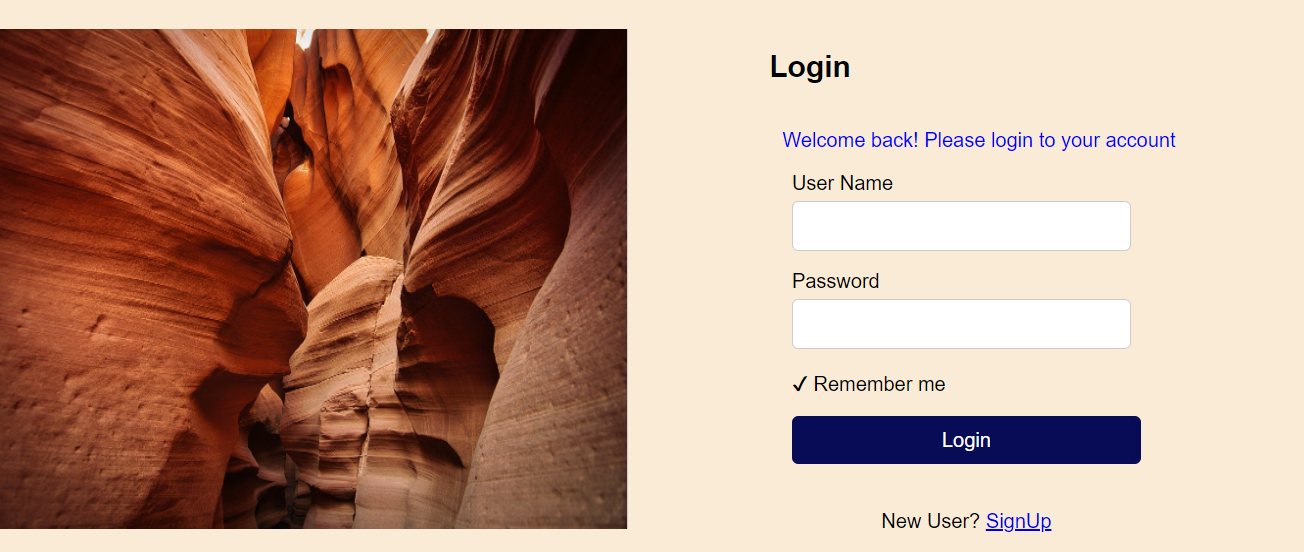 Login
Welcome back! Please login to your account
User Name
Password
✓ Remember me
Login
New User? SignUp